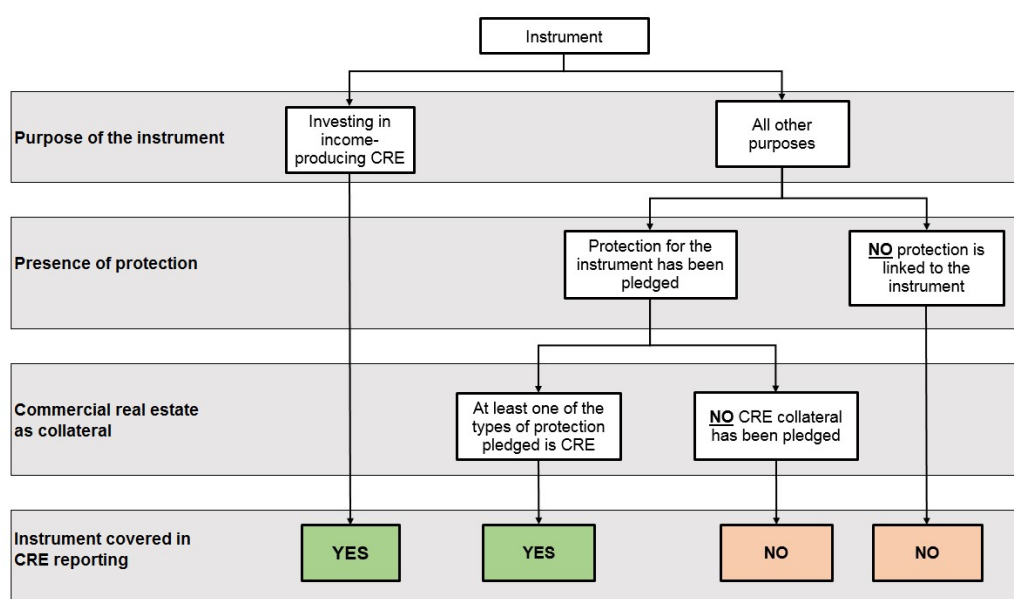 Instrument
Purpose of the instrument
Investing in
income-
producing CRE
All other
purposes
Presence of protection
Protection for the
instrument has been
pledged
NO protection is
linked to the
instrument
Commercial real estate
as collateral
At least one of the
types of protection
pledged is CRE
NO CRE collateral
has been pledged
Instrument covered in
CRE reporting
YES
YES
NO
NO